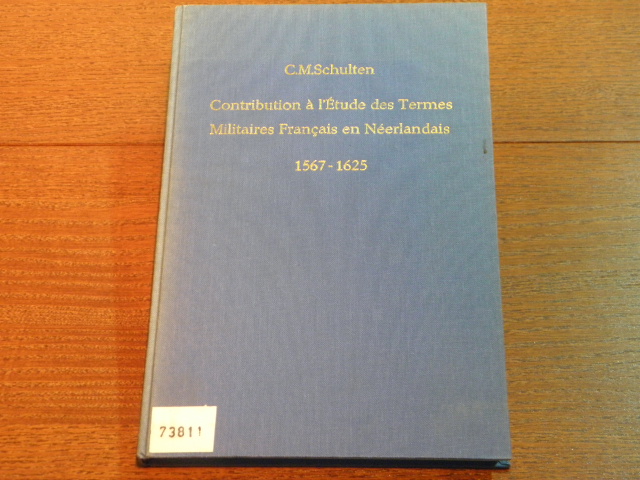 C.M.Schulten
Contribution à l'Étude des Termes
Militaires Français en Néerlandais
1567-1625
73811